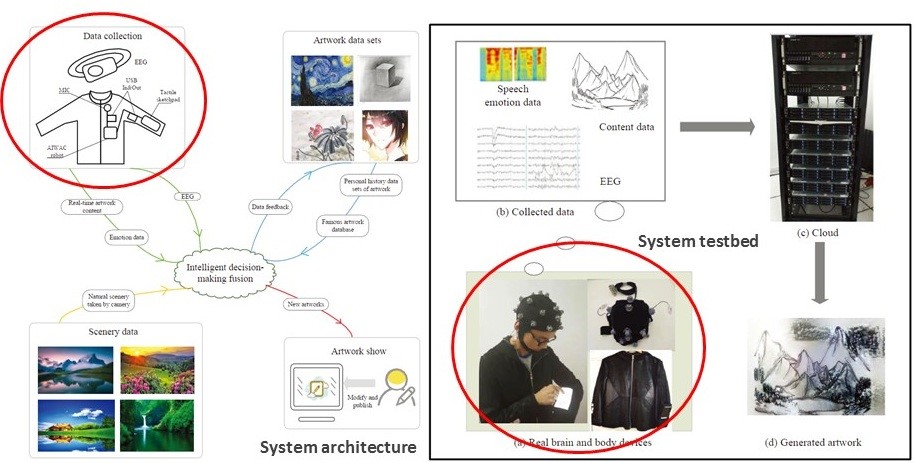 Data collection
EEG
USB
In&Out
MIC
Tactile
sketchpad
AIWAC
robot
Artwork data sets
Real-time artwork
content
EEG
Emotion data
Data feedback
Personal history data
sets of artwork
Famous artwork
database
Intelligent decision-
making fusion
Natural scenery
taken by camery
New artworks
Scenery data
Artwork show
Modify and
publish
System architecture
Speech
emotion data
Content data
EEG
(b) Collected data
(c) Cloud
System testbed
(a) Real brain and body devices
(d) Generated artwork